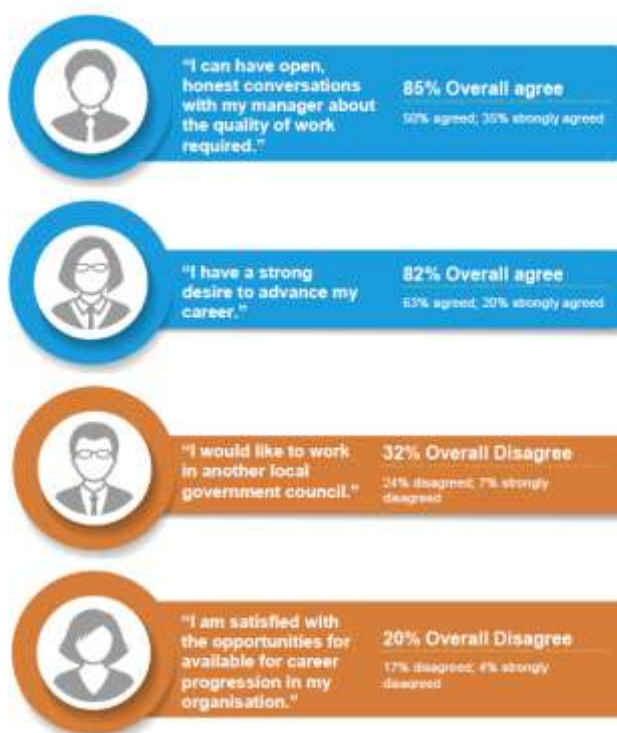 “I can have open,
honest conversations
with my manager about
the quality of work
required.”
85% Overall agree
50% agreed; 35% strongly agreed
“I have a strong
desire to advance my
career.”
82% Overall agree
63% agreed; 20% strongly agreed
“I would like to work
in another local
government council.”
32% Overall Disagree
24% disagreed; 7% strongly
disagreed
“I am satisfied with
the opportunities for
available for career
progression in my
organisation.”
20% Overall Disagree
17% disagreed; 4% strongly
disagreed